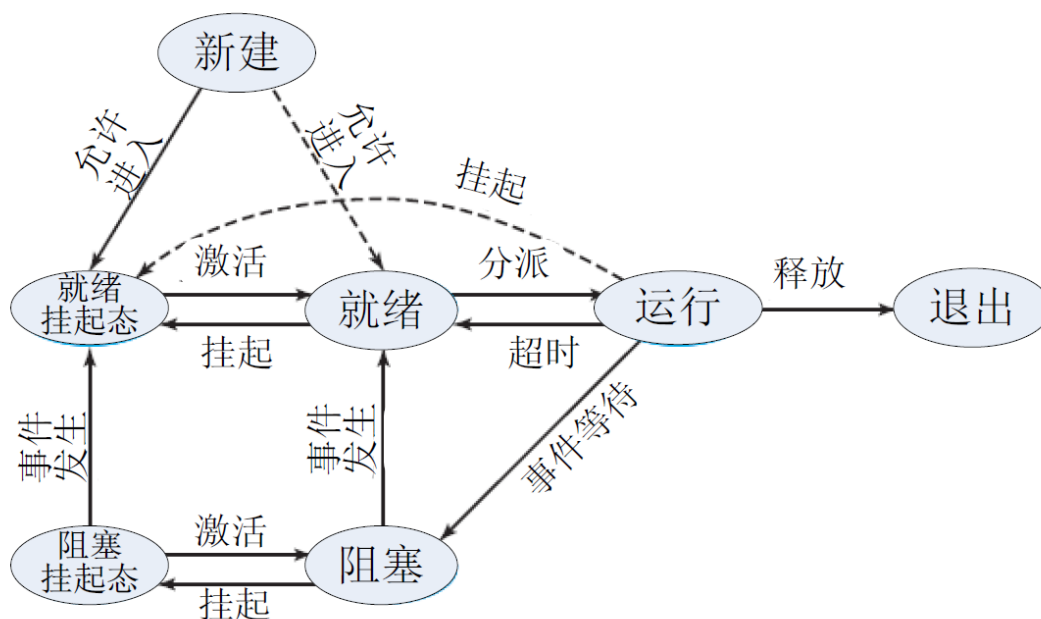 新建
允许
进入
允许
进入
挂起
激活
分派
释放
就绪
挂起态
就绪
运行
退出
挂起
超时
事件
发生
事件
发生
事件等待
阻塞
挂起态
激活
阻塞
挂起